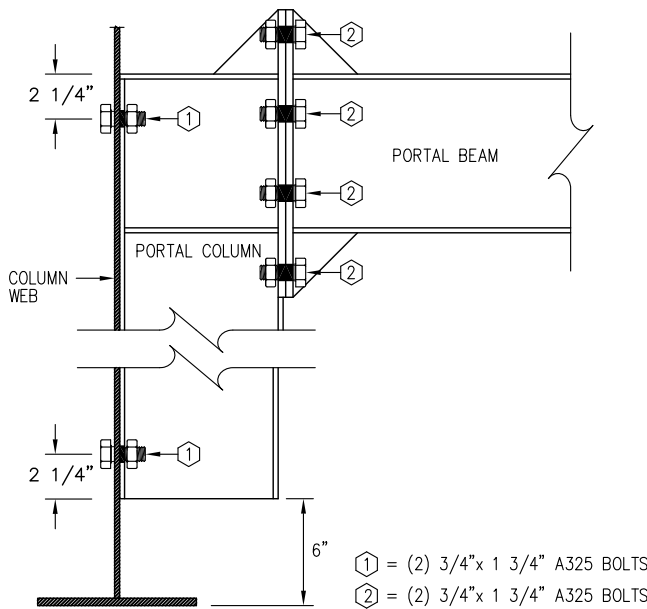 2
2 1/4"
1
2
PORTAL BEAM
2
PORTAL COLUMN
2
COLUMN
WEB
1
2 1/4"
6"
1 = (2) 3/4"x 1 3/4" A325 BOLTS
2 = (2) 3/4"x 1 3/4" A325 BOLTS